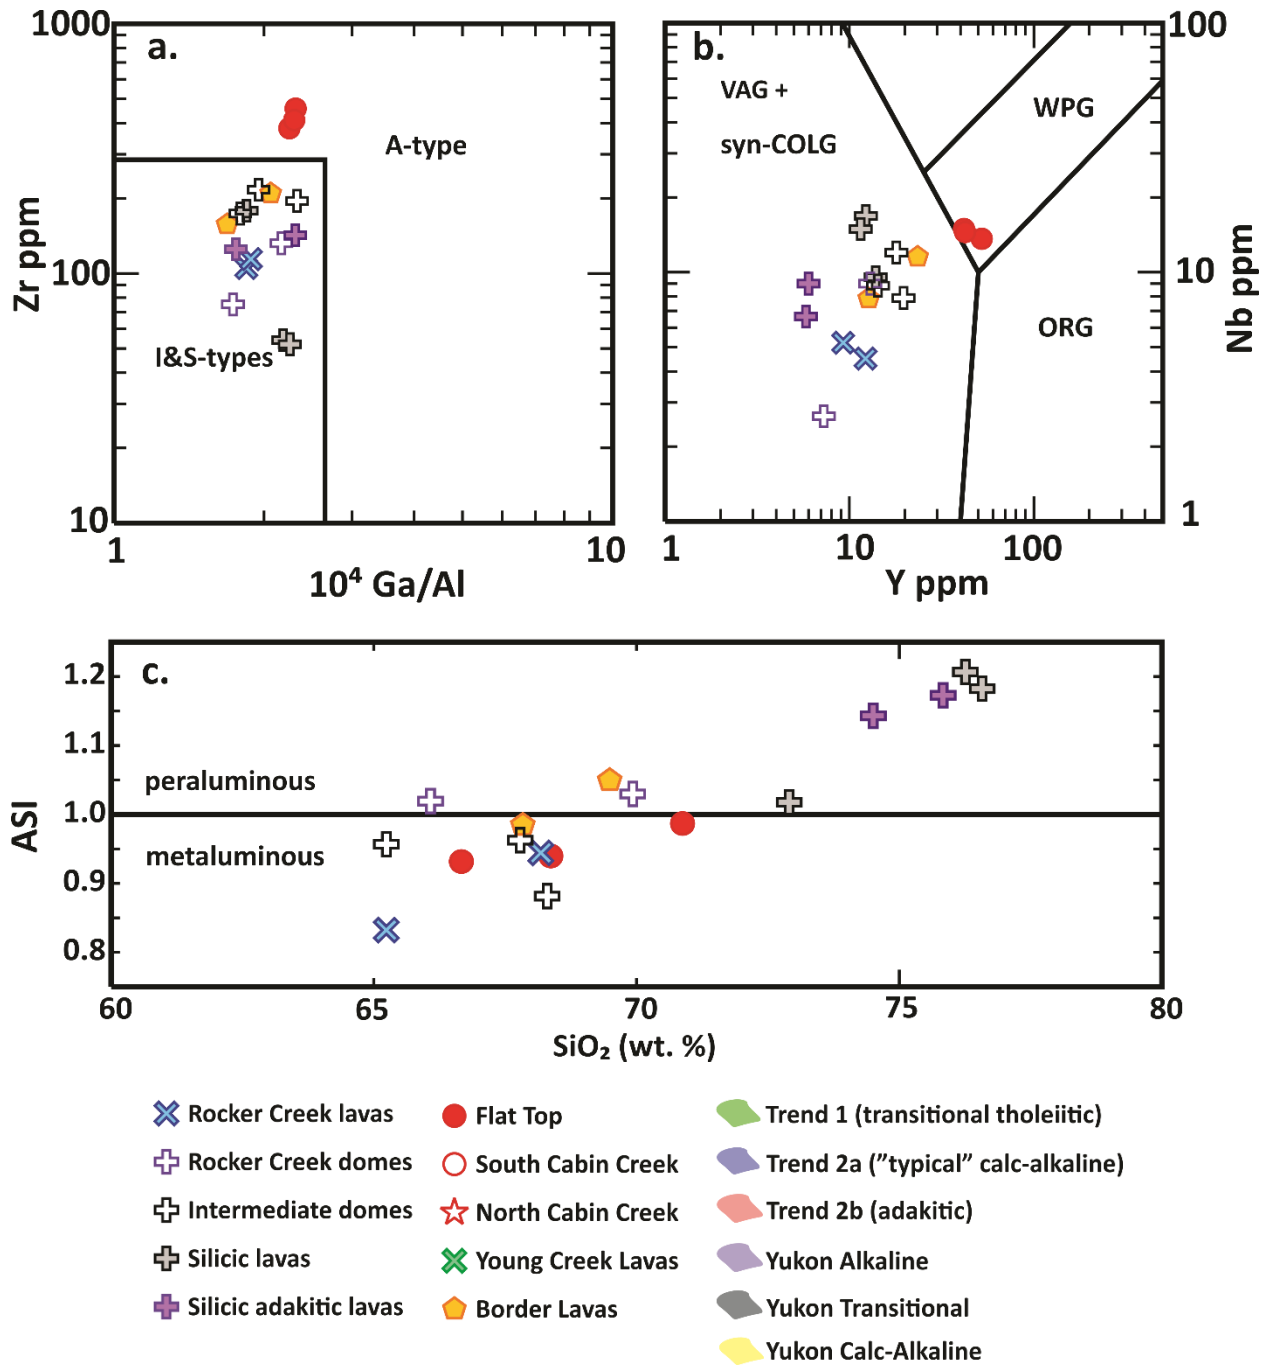 a.
1000
100
10
Zr ppm
A-type
I&S-types
1
10
10⁴ Ga/Al
b.
VAG +
syn-COLG
WPG
ORG
100
10
1
Nb ppm
1
10
100
Y ppm
c.
1.2
1.1
1.0
0.9
0.8
ASI
peraluminous
metaluminous
60
65
70
75
80
SiO₂ (wt. %)
Rocker Creek lavas
Rocker Creek domes
Intermediate domes
Silicic lavas
Silicic adakitic lavas
Flat Top
South Cabin Creek
North Cabin Creek
Young Creek Lavas
Border Lavas
Trend 1 (transitional tholeiitic)
Trend 2a (”typical” calc-alkaline)
Trend 2b (adakitic)
Yukon Alkaline
Yukon Transitional
Yukon Calc-Alkaline